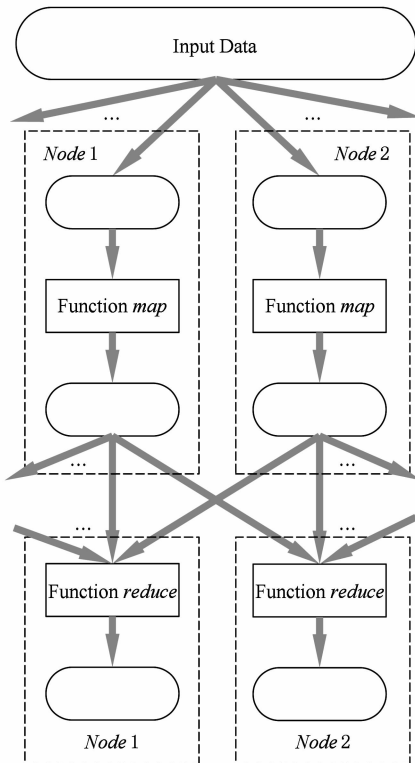 Input Data
... ...
Node 1 Node 2
Function map Function map
... ...
... ...
Function reduce Function reduce
Node 1 Node 2